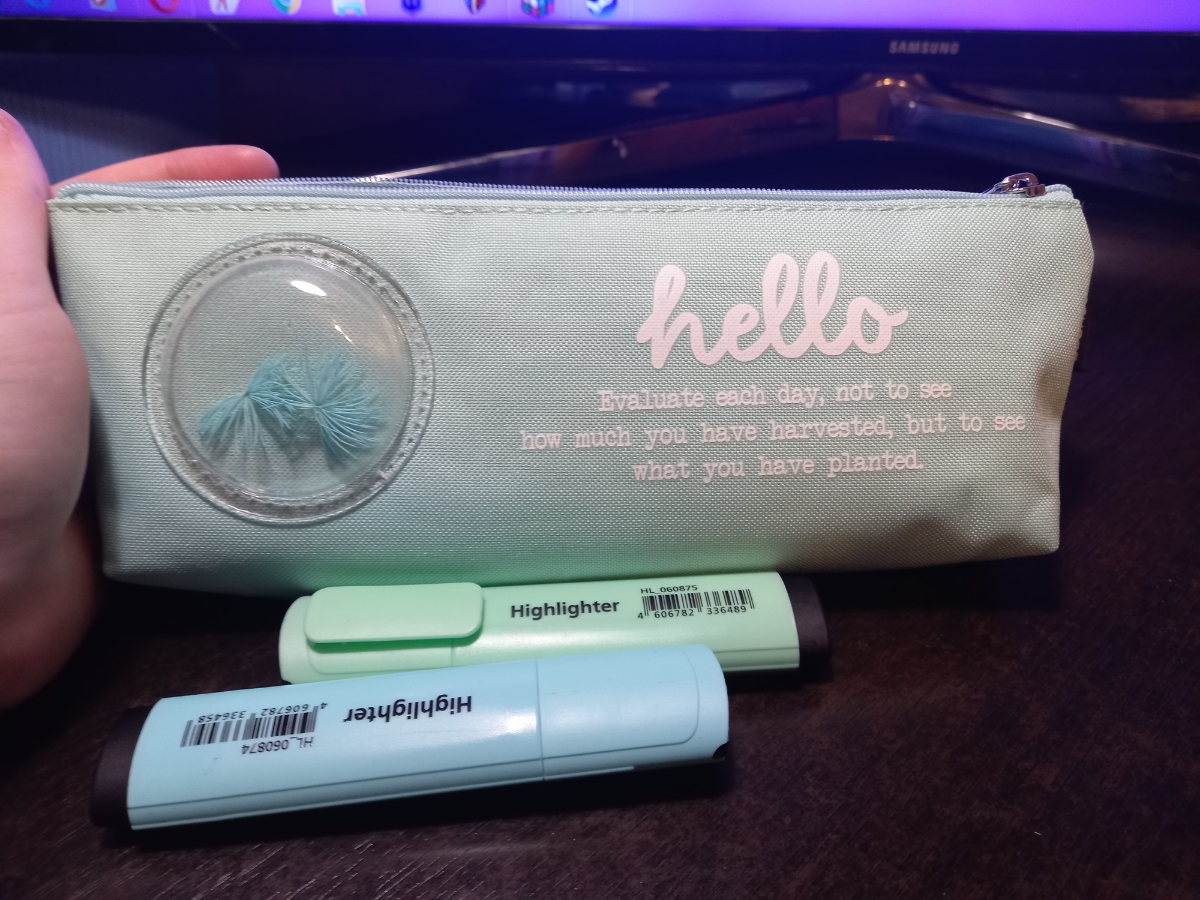 SAMSUNG
hello
Evaluate each day, not to see
how much you have harvested, but to see
what you have planted.
HL_060875
Highlighter
4 606782 336489
Highlighter
4 606782 336458
HL_060874